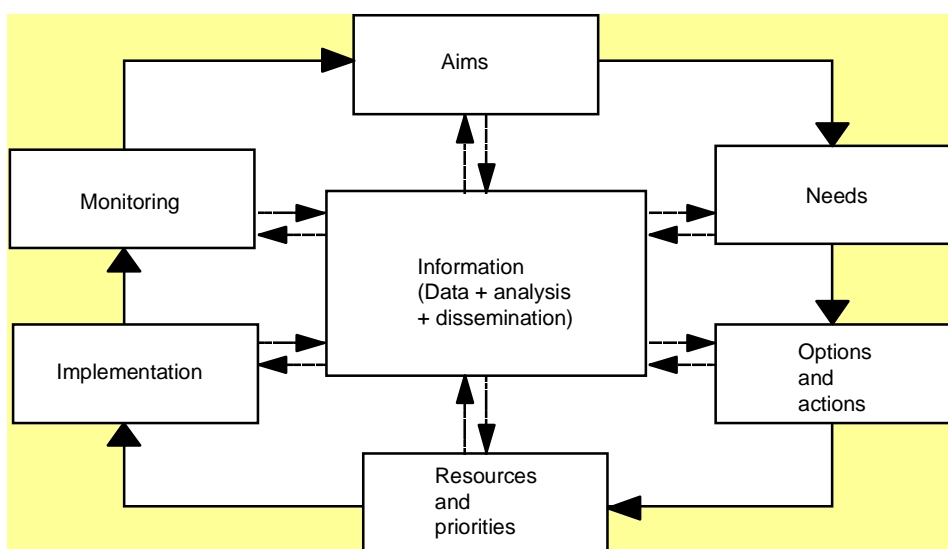 Aims
Monitoring
Needs
Information
(Data + analysis
+ dissemination)
Implementation
Options
and
actions
Resources
and
priorities